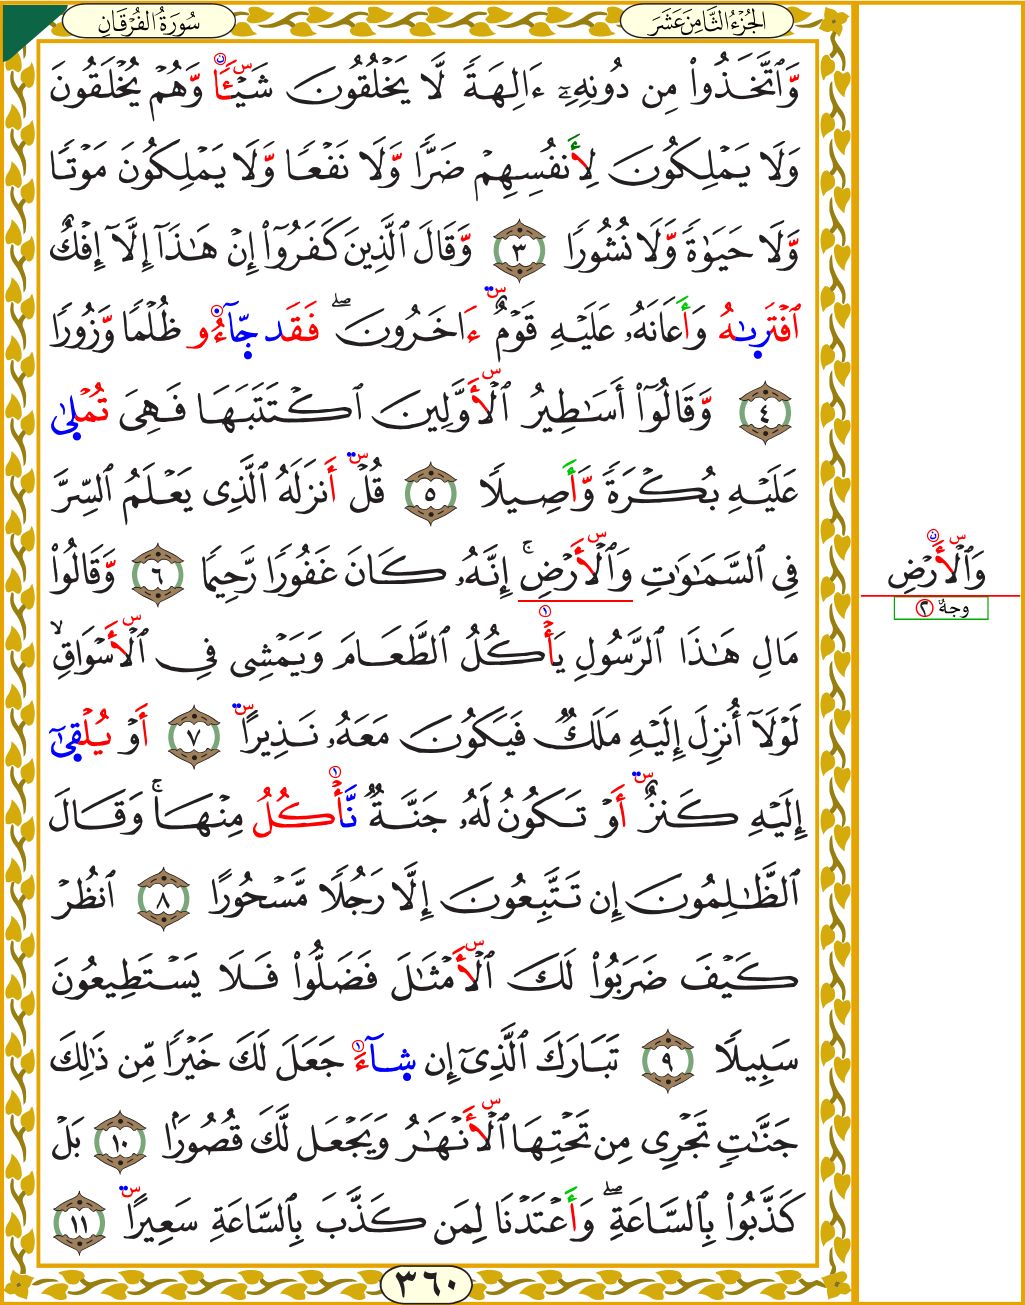 الجُزْءُ الثَّامِنَ عَشَرَ
سُورَةُ الفُرْقَانِ
وَّٱتَّخَذُوا۟ مِن دُونِهِۦٓ ءَالِهَةً لَّا يَخْلُقُونَ شَيْـًٔا وَّهُمْ يُخْلَقُونَ
وَلَا يَمْلِكُونَ لِأَنفُسِهِمْ ضَرًّا وَّلَا نَفْعًا وَّلَا يَمْلِكُونَ مَوْتًا
وَّلَا حَيَوٰةً وَّلَا نُشُورًا ٣ وَّقَالَ ٱلَّذِينَ كَفَرُوٓا۟ إِنْ هَـٰذَآ إِلَّآ إِفْكٌ
ٱفْتَرَىٰهُ وَأَعَانَهُۥ عَلَيْهِ قَوْمٌ ءَاخَرُونَ ۖ فَقَد جَّآءُو ظُلْمًا وَّزُورًا
٤ وَّقَالُوٓا۟ أَسَـٰطِيرُ ٱلْأَوَّلِينَ ٱكْتَتَبَهَا فَهِىَ تُمْلَىٰ
عَلَيْهِ بُكْرَةً وَّأَصِيلًا ٥ قُلْ أَنزَلَهُ ٱلَّذِى يَعْلَمُ ٱلسِّرَّ
فِى ٱلسَّمَـٰوَٰتِ وَٱلْأَرْضِ ۚ إِنَّهُۥ كَانَ غَفُورًا رَّحِيمًا ٦ وَّقَالُوا۟
مَالِ هَـٰذَا ٱلرَّسُولِ يَأْكُلُ ٱلطَّعَامَ وَيَمْشِى فِى ٱلْأَسْوَاقِ ۙ
لَوْلَآ أُنزِلَ إِلَيْهِ مَلَكٌ فَيَكُونَ مَعَهُۥ نَذِيرًا ٧ أَوْ يُلْقَىٰٓ
إِلَيْهِ كَنزٌ أَوْ تَكُونُ لَهُۥ جَنَّةٌ نَّأْكُلُ مِنْهَا ۚ وَقَالَ
ٱلظَّـٰلِمُونَ إِن تَتَّبِعُونَ إِلَّا رَجُلًا مَّسْحُورًا ٨ ٱنظُرْ
كَيْفَ ضَرَبُوا۟ لَكَ ٱلْأَمْثَـٰلَ فَضَلُّوا۟ فَلَا يَسْتَطِيعُونَ
سَبِيلًا ٩ تَبَارَكَ ٱلَّذِىٓ إِن شَآءَ جَعَلَ لَكَ خَيْرًا مِّن ذَٰلِكَ
جَنَّـٰتٍ تَجْرِى مِن تَحْتِهَا ٱلْأَنْهَـٰرُ وَيَجْعَل لَّكَ قُصُورًا ١٠ بَلْ
كَذَّبُوا۟ بِٱلسَّاعَةِ ۖ وَأَعْتَدْنَا لِمَن كَذَّبَ بِٱلسَّاعَةِ سَعِيرًا ١١
٣٦٠
وَٱلْأَرْضِ
٢ وجهٌ